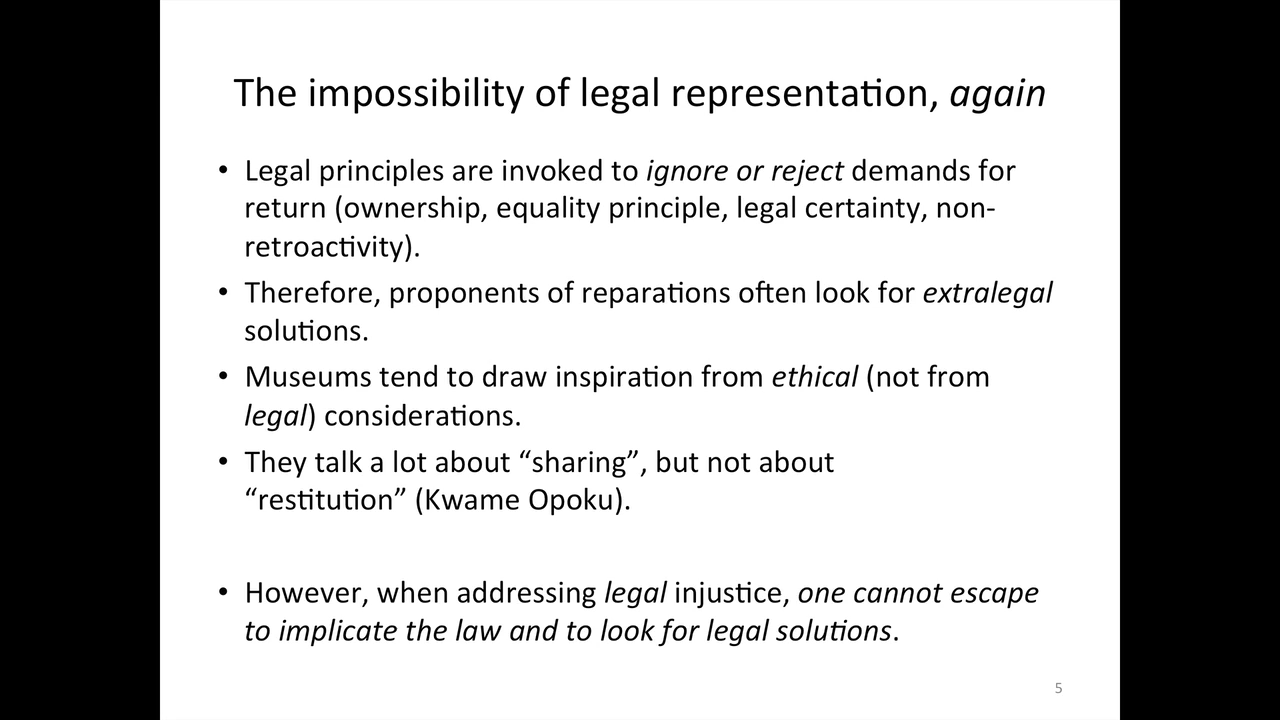 The impossibility of legal representation, again
• Legal principles are invoked to ignore or reject demands for
return (ownership, equality principle, legal certainty, non-
retroactivity).
• Therefore, proponents of reparations often look for extralegal
solutions.
• Museums tend to draw inspiration from ethical (not from
legal) considerations.
• They talk a lot about “sharing”, but not about
“restitution” (Kwame Opoku).
• However, when addressing legal injustice, one cannot escape
to implicate the law and to look for legal solutions.
5